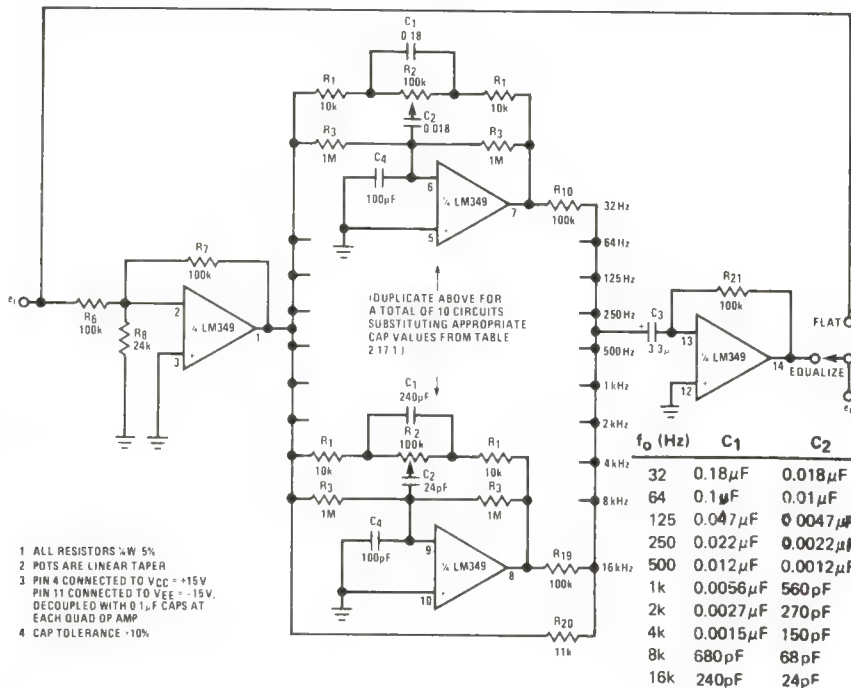 C1
0.18
R1
10k
R2
100k
R1
10k
C2
0.018
R3
1M
R3
1M
C4
100pF
6
5
¼ LM349
7
R10
100k
32 Hz
64 Hz
125 Hz
250 Hz
500 Hz
1 kHz
2 kHz
4 kHz
8 kHz
16 kHz
R7
100k
R6
100k
R8
24k
2
3
¼ LM349
1
(DUPLICATE ABOVE FOR
A TOTAL OF 10 CIRCUITS
SUBSTITUTING APPROPRIATE
CAP VALUES FROM TABLE
2 17 1)
C3
3 3µ
R21
100k
13
12
¼ LM349
14
FLAT
EQUALIZE
C1
240pF
R1
10k
R2
100k
R1
10k
C2
24pF
R3
1M
R3
1M
C4
100pF
9
10
¼ LM349
8
R19
100k
R20
11k
1 ALL RESISTORS ¼W 5%
2 POTS ARE LINEAR TAPER
3 PIN 4 CONNECTED TO VCC = +15V
PIN 11 CONNECTED TO VEE = -15V,
DECOUPLED WITH 0 1µF CAPS AT
EACH QUAD OP AMP
4 CAP TOLERANCE -10%
fo (Hz) C1 C2
32 0.18µF 0.018µF
64 0.1µF 0.01µF
125 0.047µF 0 0047µF
250 0.022µF 0.0022µF
500 0.012µF 0.0012µF
1k 0.0056µF 560pF
2k 0.0027µF 270pF
4k 0.0015µF 150pF
8k 680pF 68pF
16k 240pF 24pF